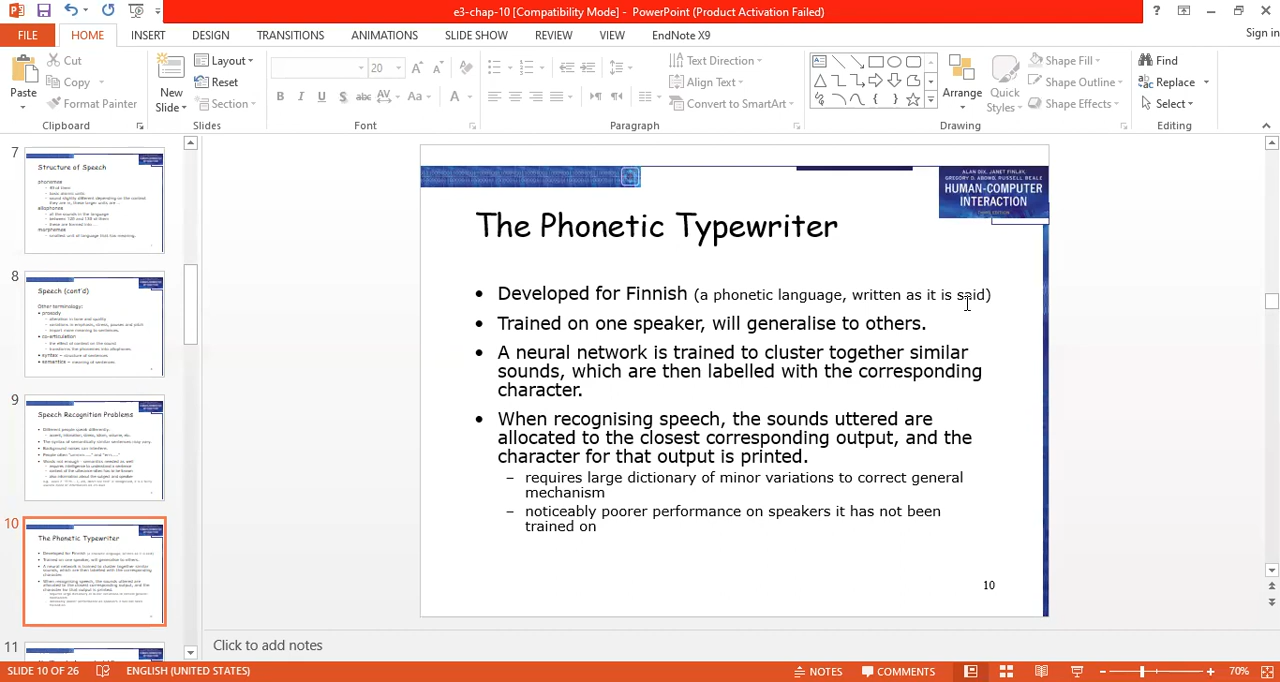 e3-chap-10 [Compatibility Mode] - PowerPoint (Product Activation Failed)
FILE HOME INSERT DESIGN TRANSITIONS ANIMATIONS SLIDE SHOW REVIEW VIEW EndNote X9 Sign in
Paste
Cut
Copy
Format Painter
Clipboard
New Slide
Layout
Reset
Section
Slides
20
Font
Text Direction
Align Text
Convert to SmartArt
Paragraph
Arrange
Quick Styles
Shape Fill
Shape Outline
Shape Effects
Drawing
Find
Replace
Select
Editing
7
Structure of Speech
8
Speech (cont'd)
9
Speech Recognition Problems
10
The Phonetic Typewriter
11
ALAN DIX, JANET FINLAY,
GREGORY D. ABOWD, RUSSELL BEALE
HUMAN-COMPUTER
INTERACTION
THIRD EDITION
The Phonetic Typewriter
• Developed for Finnish (a phonetic language, written as it is said)
• Trained on one speaker, will generalise to others.
• A neural network is trained to cluster together similar
sounds, which are then labelled with the corresponding
character.
• When recognising speech, the sounds uttered are
allocated to the closest corresponding output, and the
character for that output is printed.
– requires large dictionary of minor variations to correct general
mechanism
– noticeably poorer performance on speakers it has not been
trained on
10
Click to add notes
SLIDE 10 OF 26 ENGLISH (UNITED STATES) NOTES COMMENTS 70%